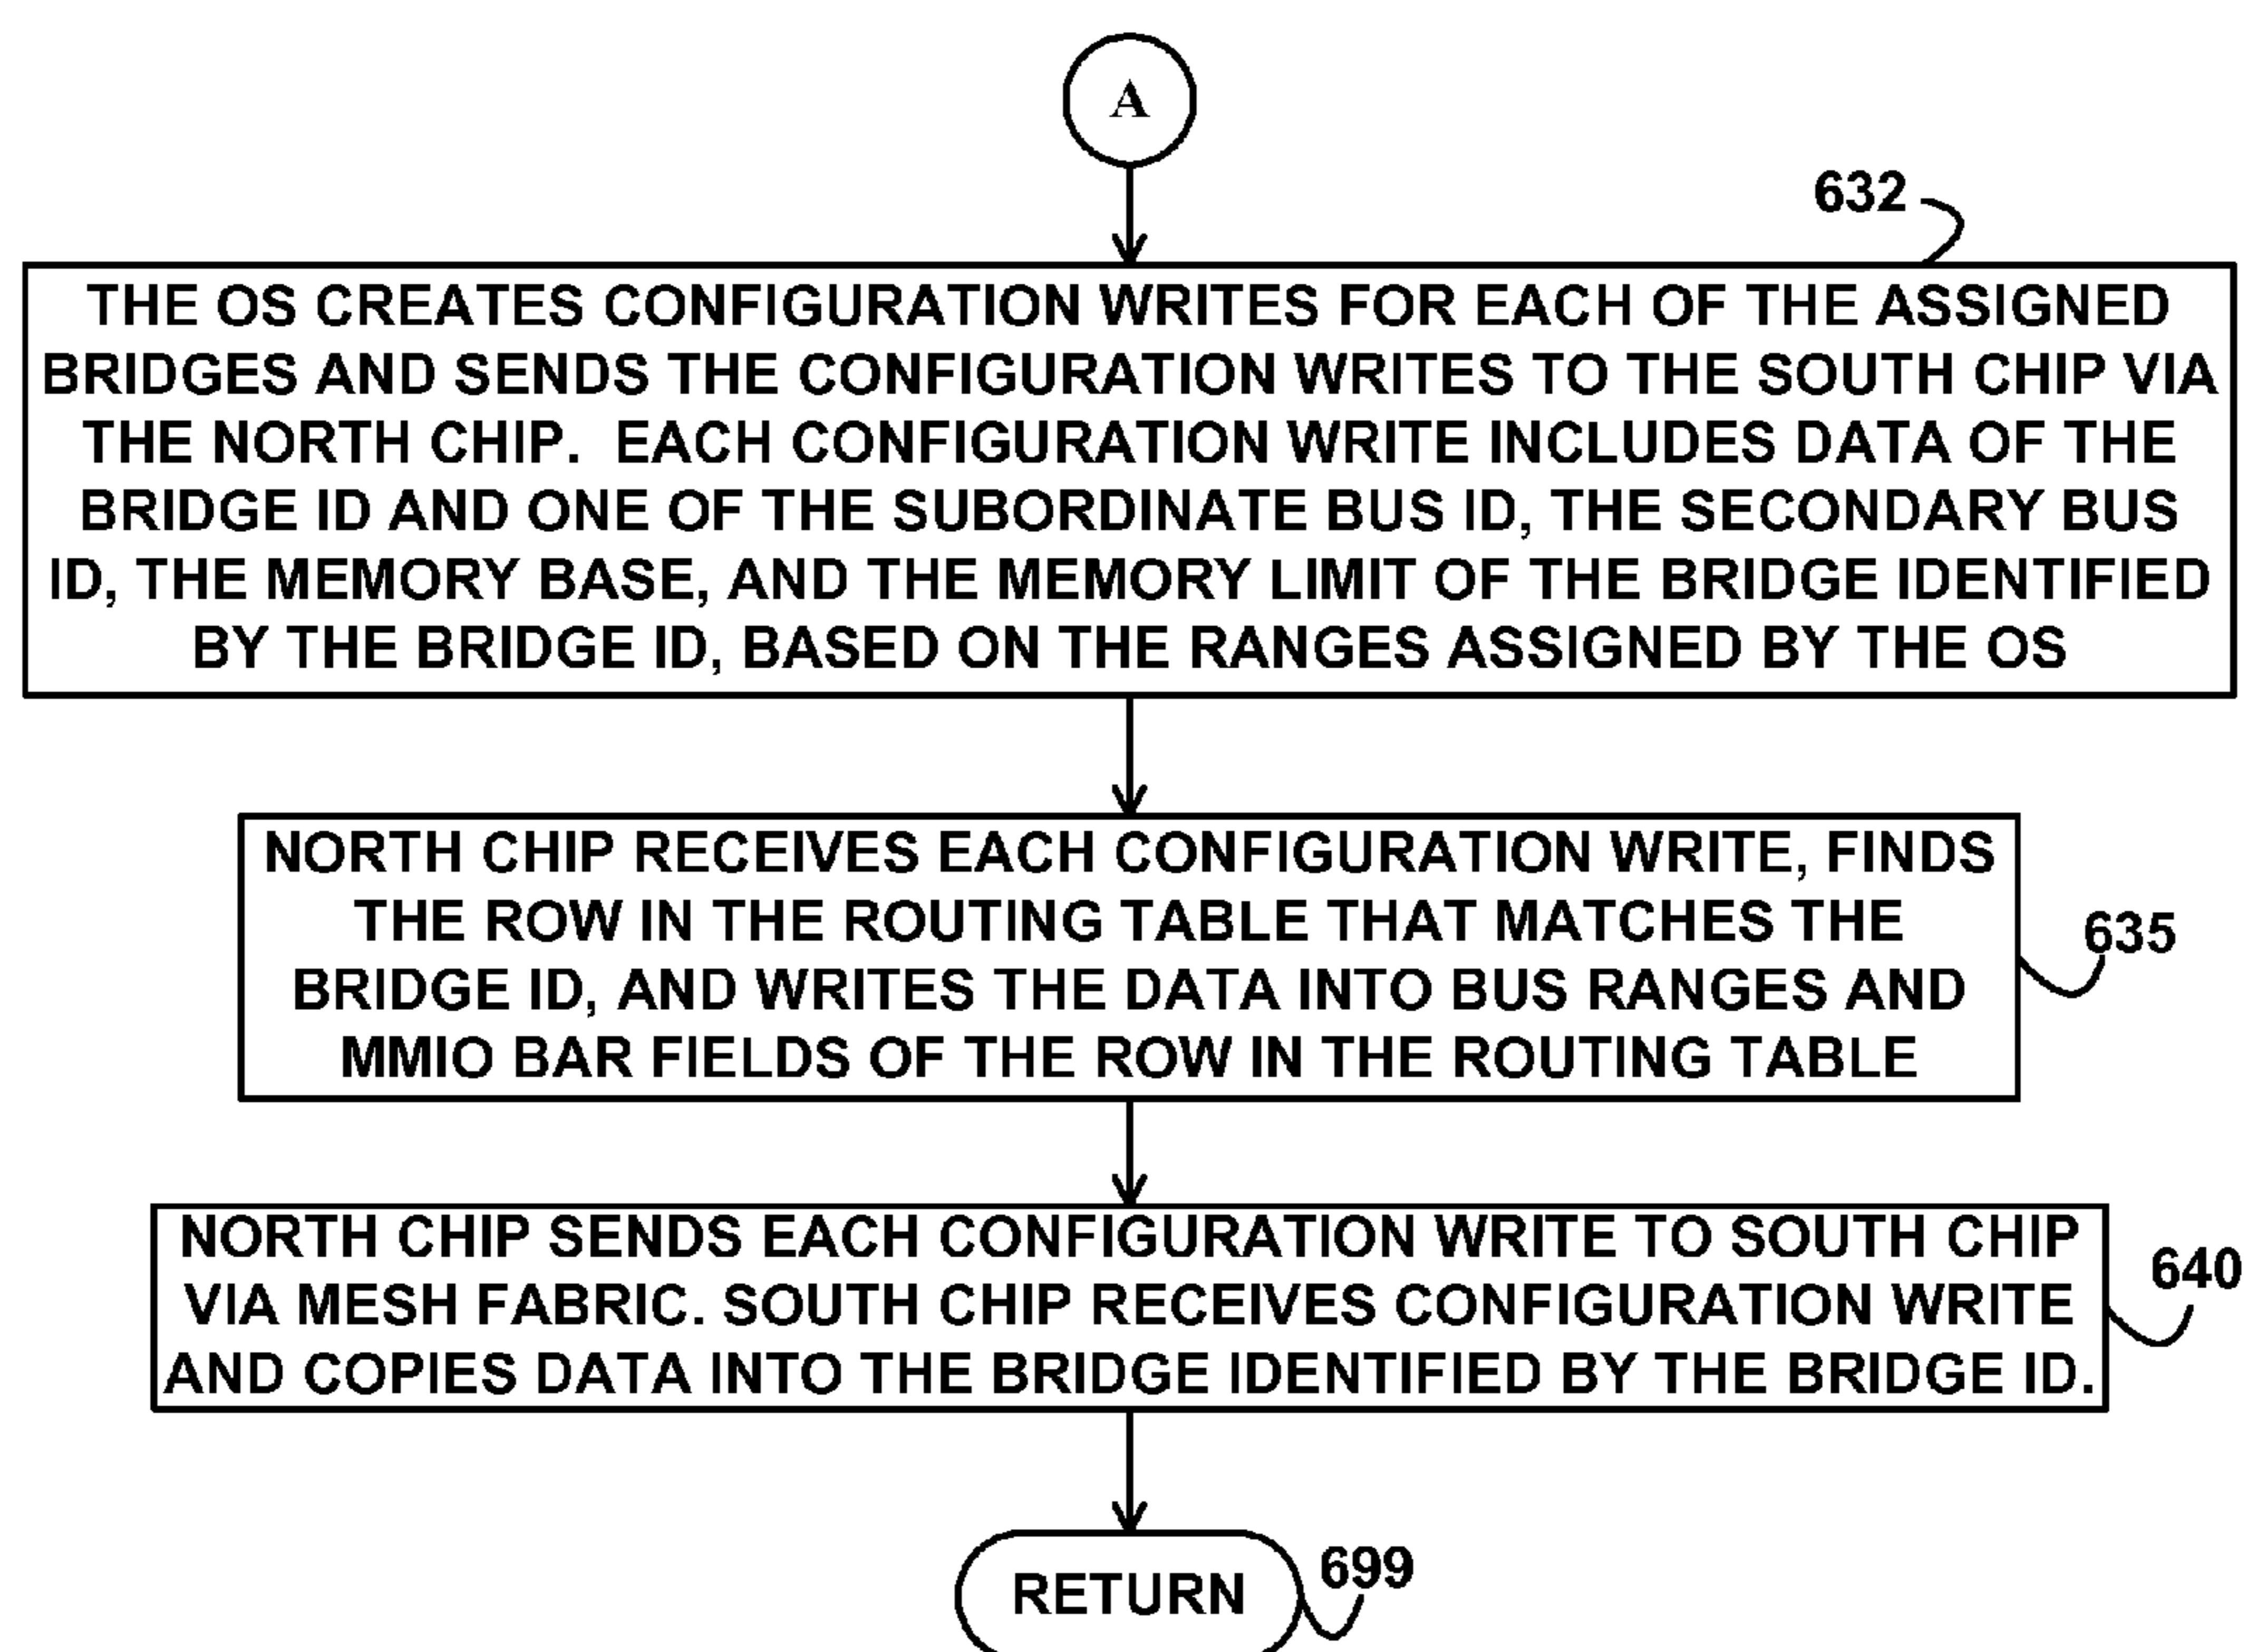 A
632
THE OS CREATES CONFIGURATION WRITES FOR EACH OF THE ASSIGNED
BRIDGES AND SENDS THE CONFIGURATION WRITES TO THE SOUTH CHIP VIA
THE NORTH CHIP. EACH CONFIGURATION WRITE INCLUDES DATA OF THE
BRIDGE ID AND ONE OF THE SUBORDINATE BUS ID, THE SECONDARY BUS
ID, THE MEMORY BASE, AND THE MEMORY LIMIT OF THE BRIDGE IDENTIFIED
BY THE BRIDGE ID, BASED ON THE RANGES ASSIGNED BY THE OS
NORTH CHIP RECEIVES EACH CONFIGURATION WRITE, FINDS
THE ROW IN THE ROUTING TABLE THAT MATCHES THE
BRIDGE ID, AND WRITES THE DATA INTO BUS RANGES AND
MMIO BAR FIELDS OF THE ROW IN THE ROUTING TABLE
635
NORTH CHIP SENDS EACH CONFIGURATION WRITE TO SOUTH CHIP
VIA MESH FABRIC. SOUTH CHIP RECEIVES CONFIGURATION WRITE
AND COPIES DATA INTO THE BRIDGE IDENTIFIED BY THE BRIDGE ID.
640
RETURN
699